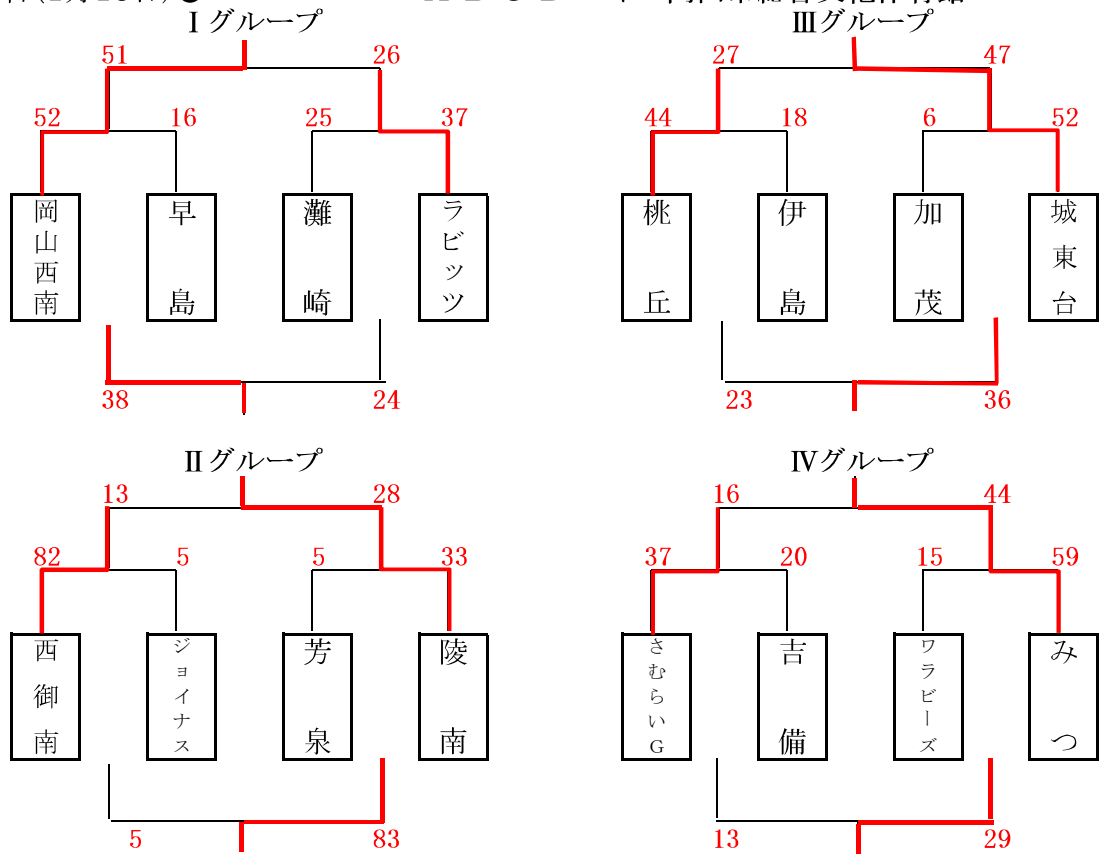 Ⅰグループ
51 26
52 16 25 37
岡山西南 早島 灘崎 ラビッツ
38 24
Ⅲグループ
27 47
44 18 6 52
桃丘 伊島 加茂 城東台
23 36
Ⅱグループ
13 28
82 5 5 33
西御南 ジョイナス 芳泉 陵南
5 83
Ⅳグループ
16 44
37 20 15 59
さむらいG 吉備 ワラビーズ みつ
13 29